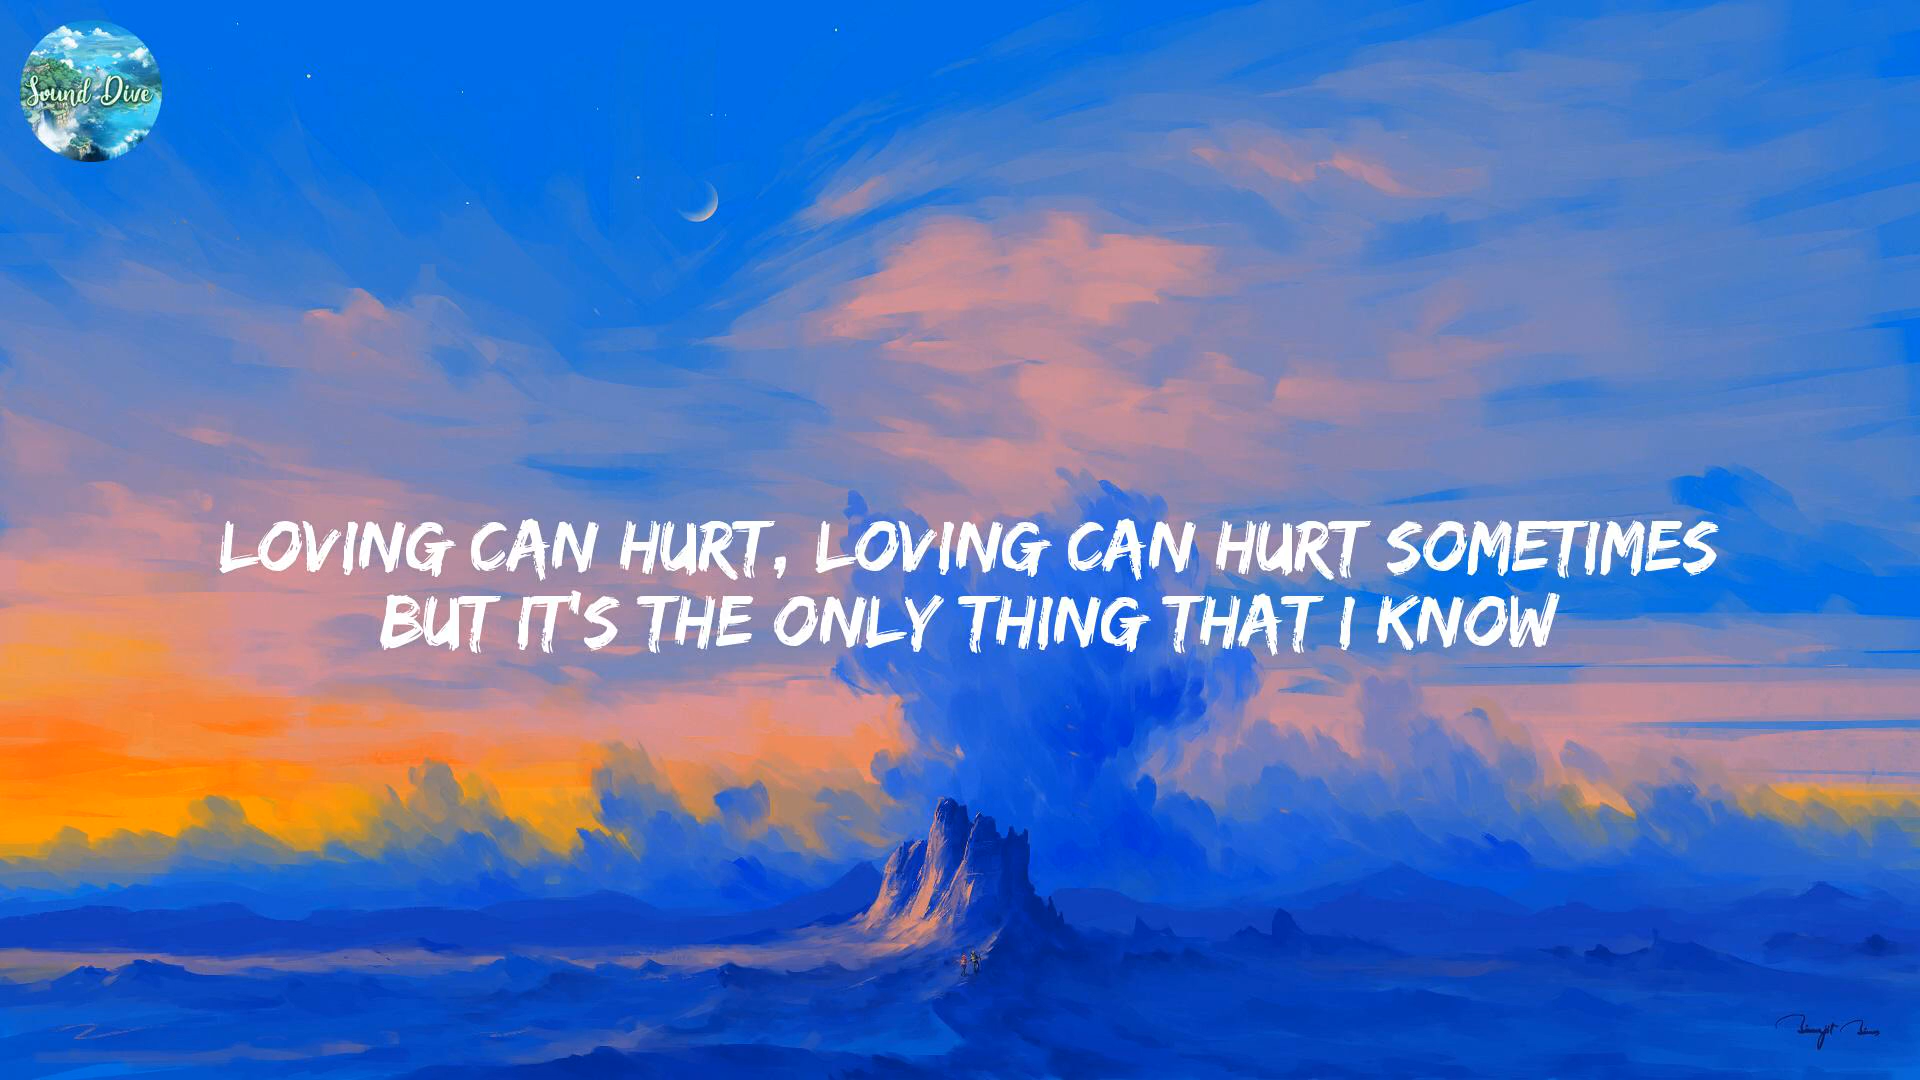 Sound Dive
LOVING CAN HURT, LOVING CAN HURT SOMETIMES
BUT IT'S THE ONLY THING THAT I KNOW